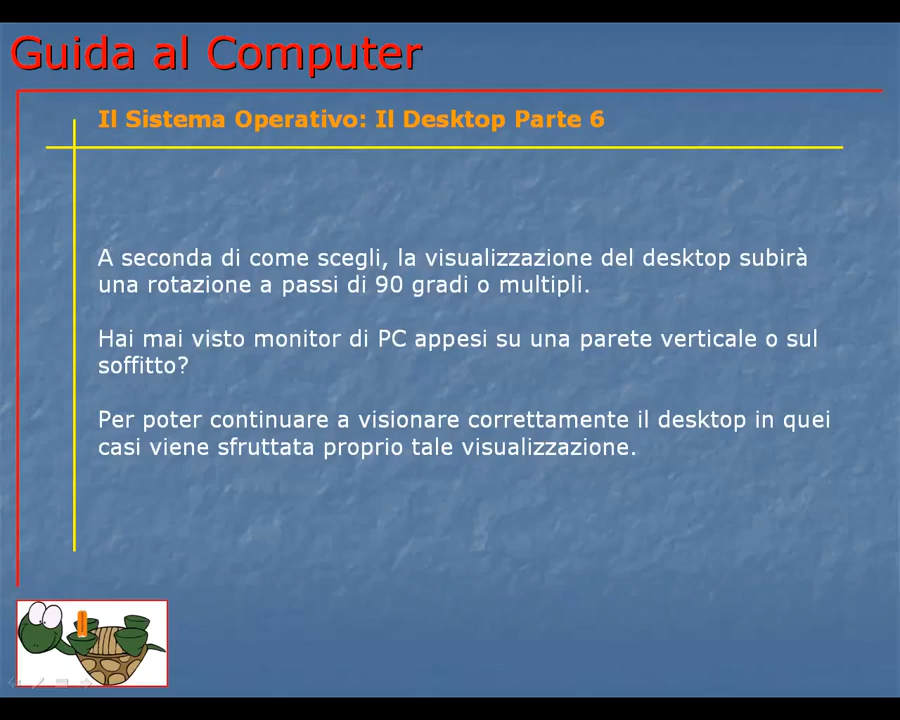 Guida al Computer
Il Sistema Operativo: Il Desktop Parte 6
A seconda di come scegli, la visualizzazione del desktop subirà
una rotazione a passi di 90 gradi o multipli.
Hai mai visto monitor di PC appesi su una parete verticale o sul
soffitto?
Per poter continuare a visionare correttamente il desktop in quei
casi viene sfruttata proprio tale visualizzazione.